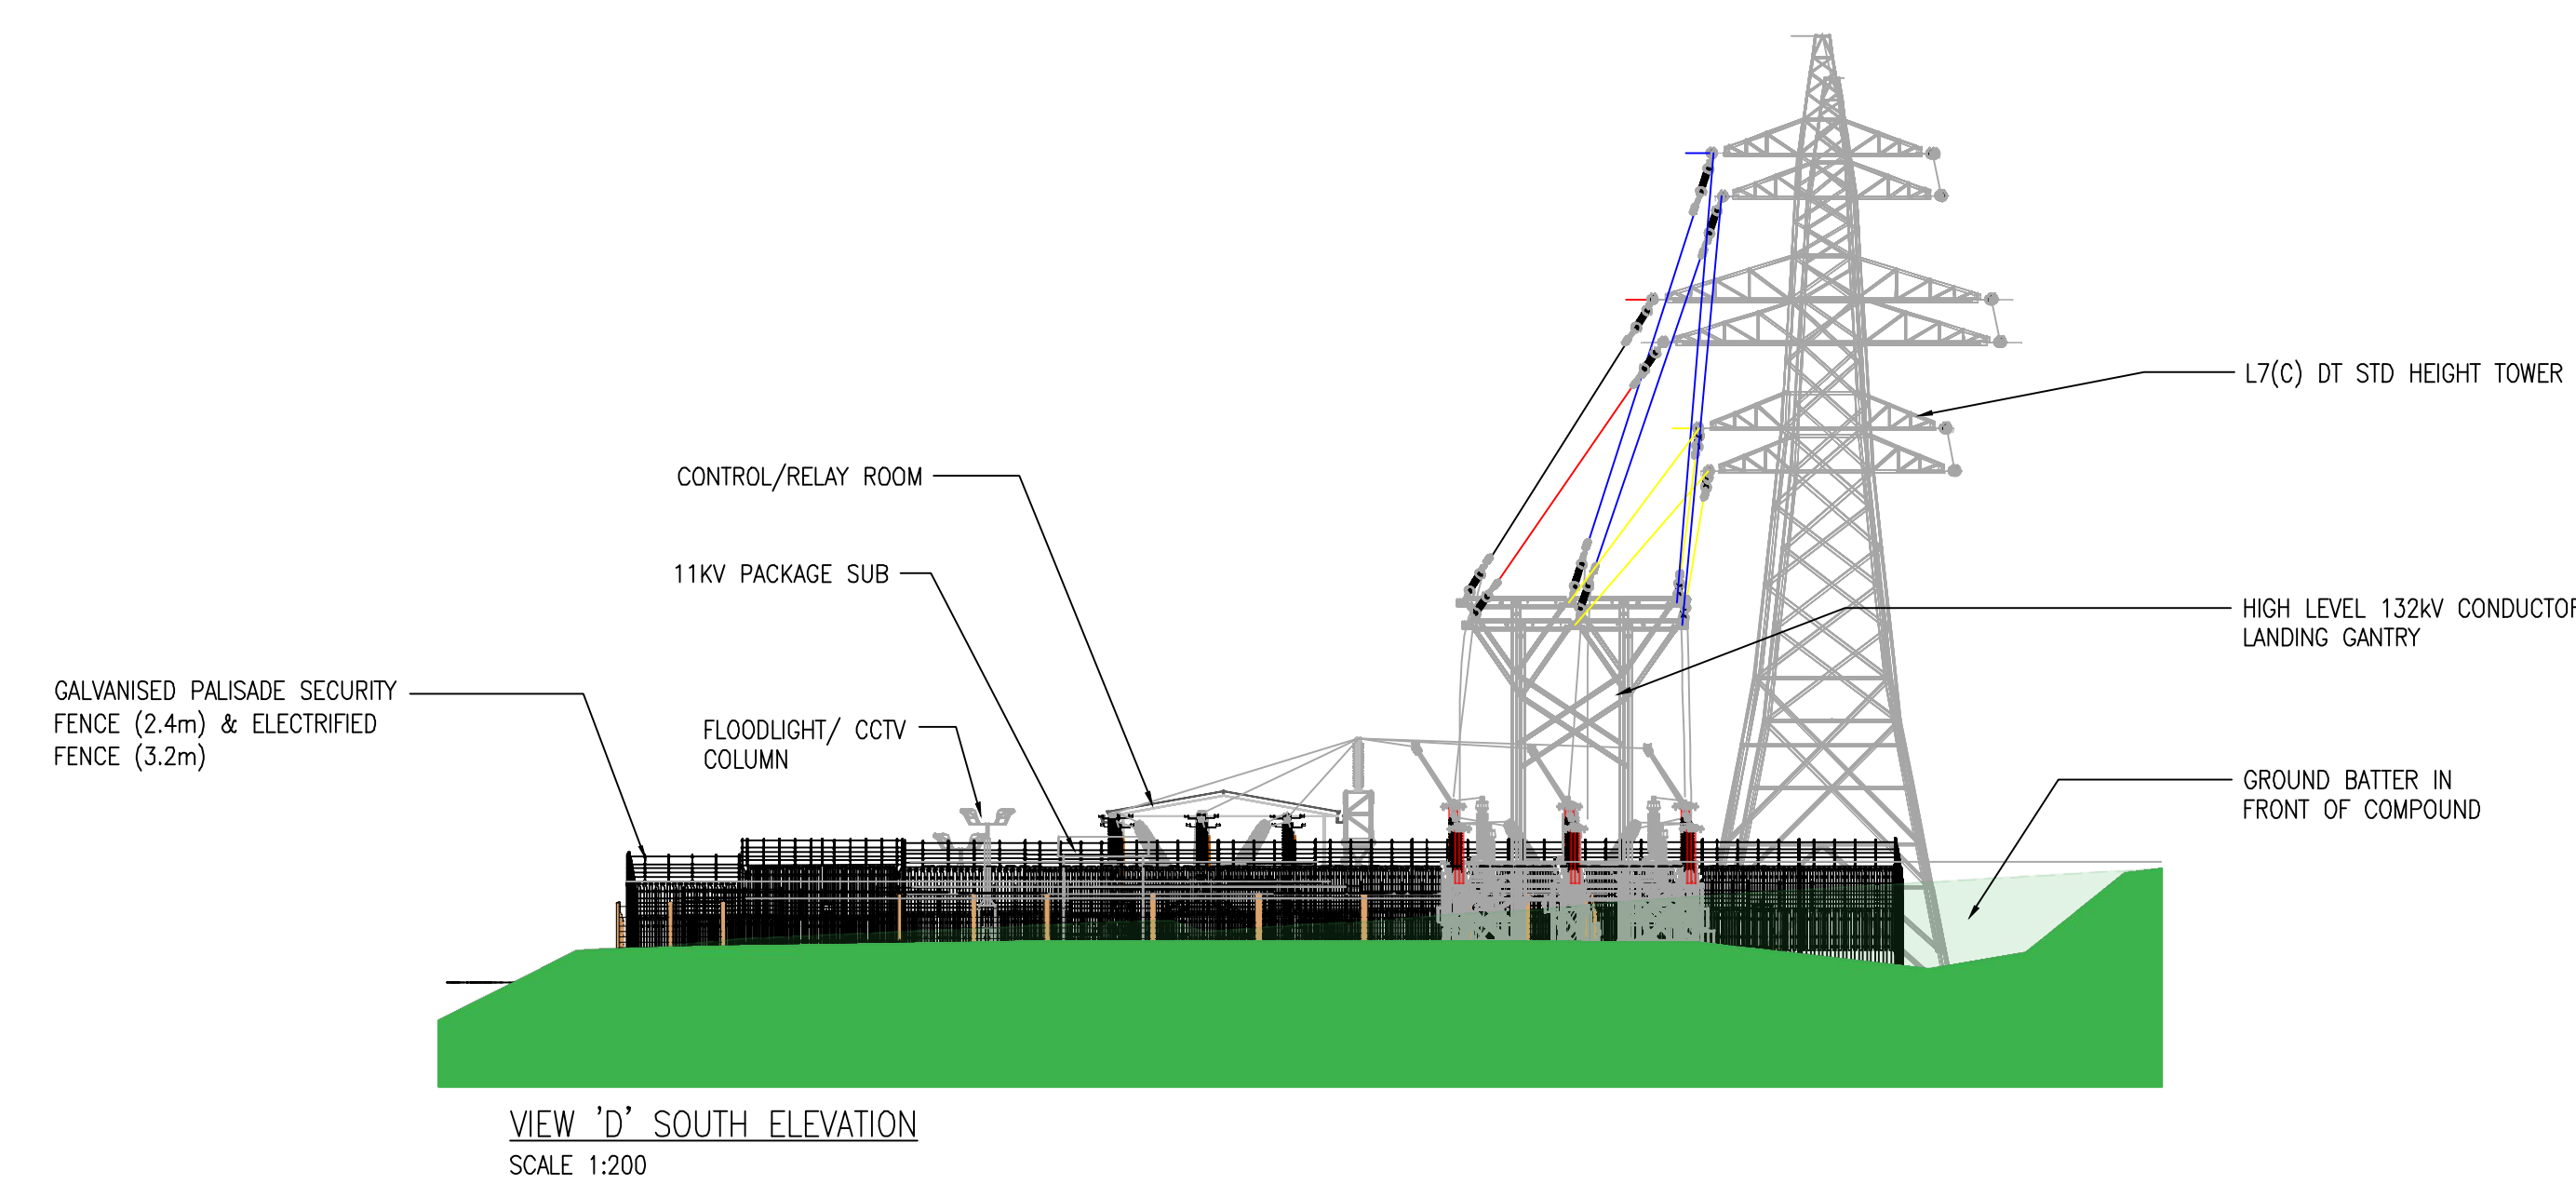 L7(C) DT STD HEIGHT TOWER
CONTROL/RELAY ROOM
11KV PACKAGE SUB
HIGH LEVEL 132kV CONDUCTOR
LANDING GANTRY
GALVANISED PALISADE SECURITY
FENCE (2.4m) & ELECTRIFIED
FENCE (3.2m)
FLOODLIGHT/ CCTV
COLUMN
GROUND BATTER IN
FRONT OF COMPOUND
VIEW 'D' SOUTH ELEVATION
SCALE 1:200